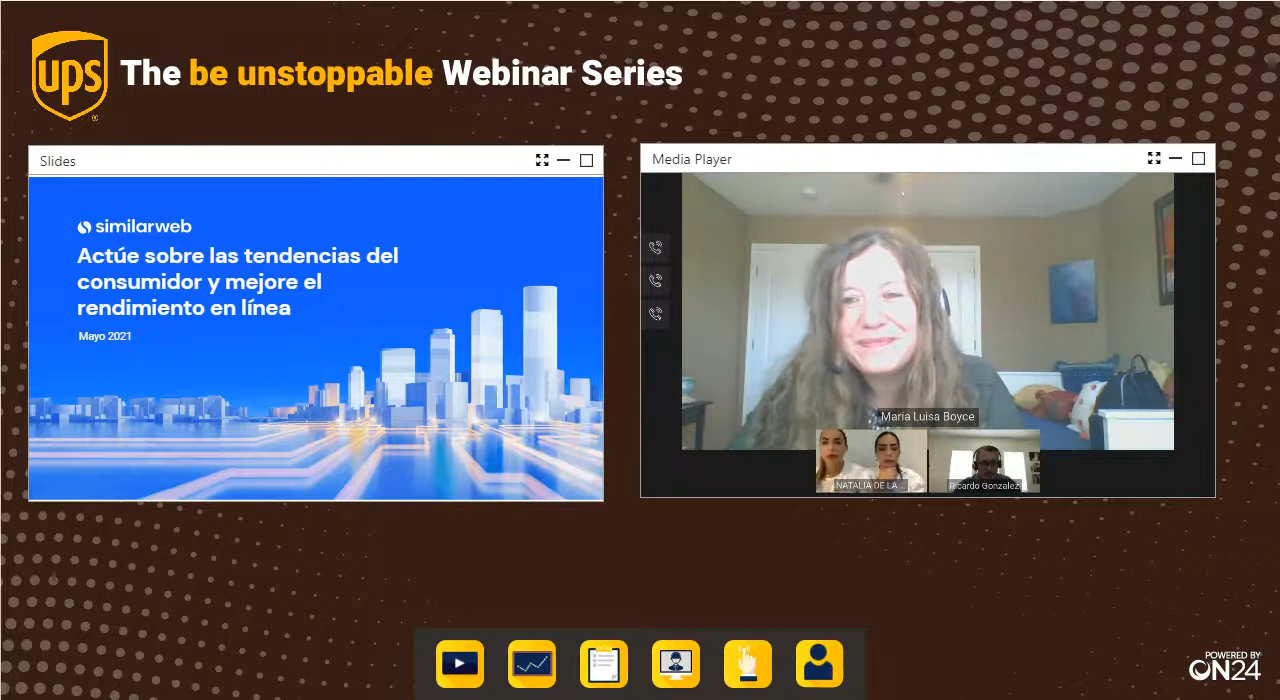 ups
The be unstoppable Webinar Series
Slides
similarweb
Actúe sobre las tendencias del
consumidor y mejore el
rendimiento en línea
Mayo 2021
Media Player
Maria Luisa Boyce
NATALIA DE LA ...
Ricardo Gonzalez
POWERED BY
ON24